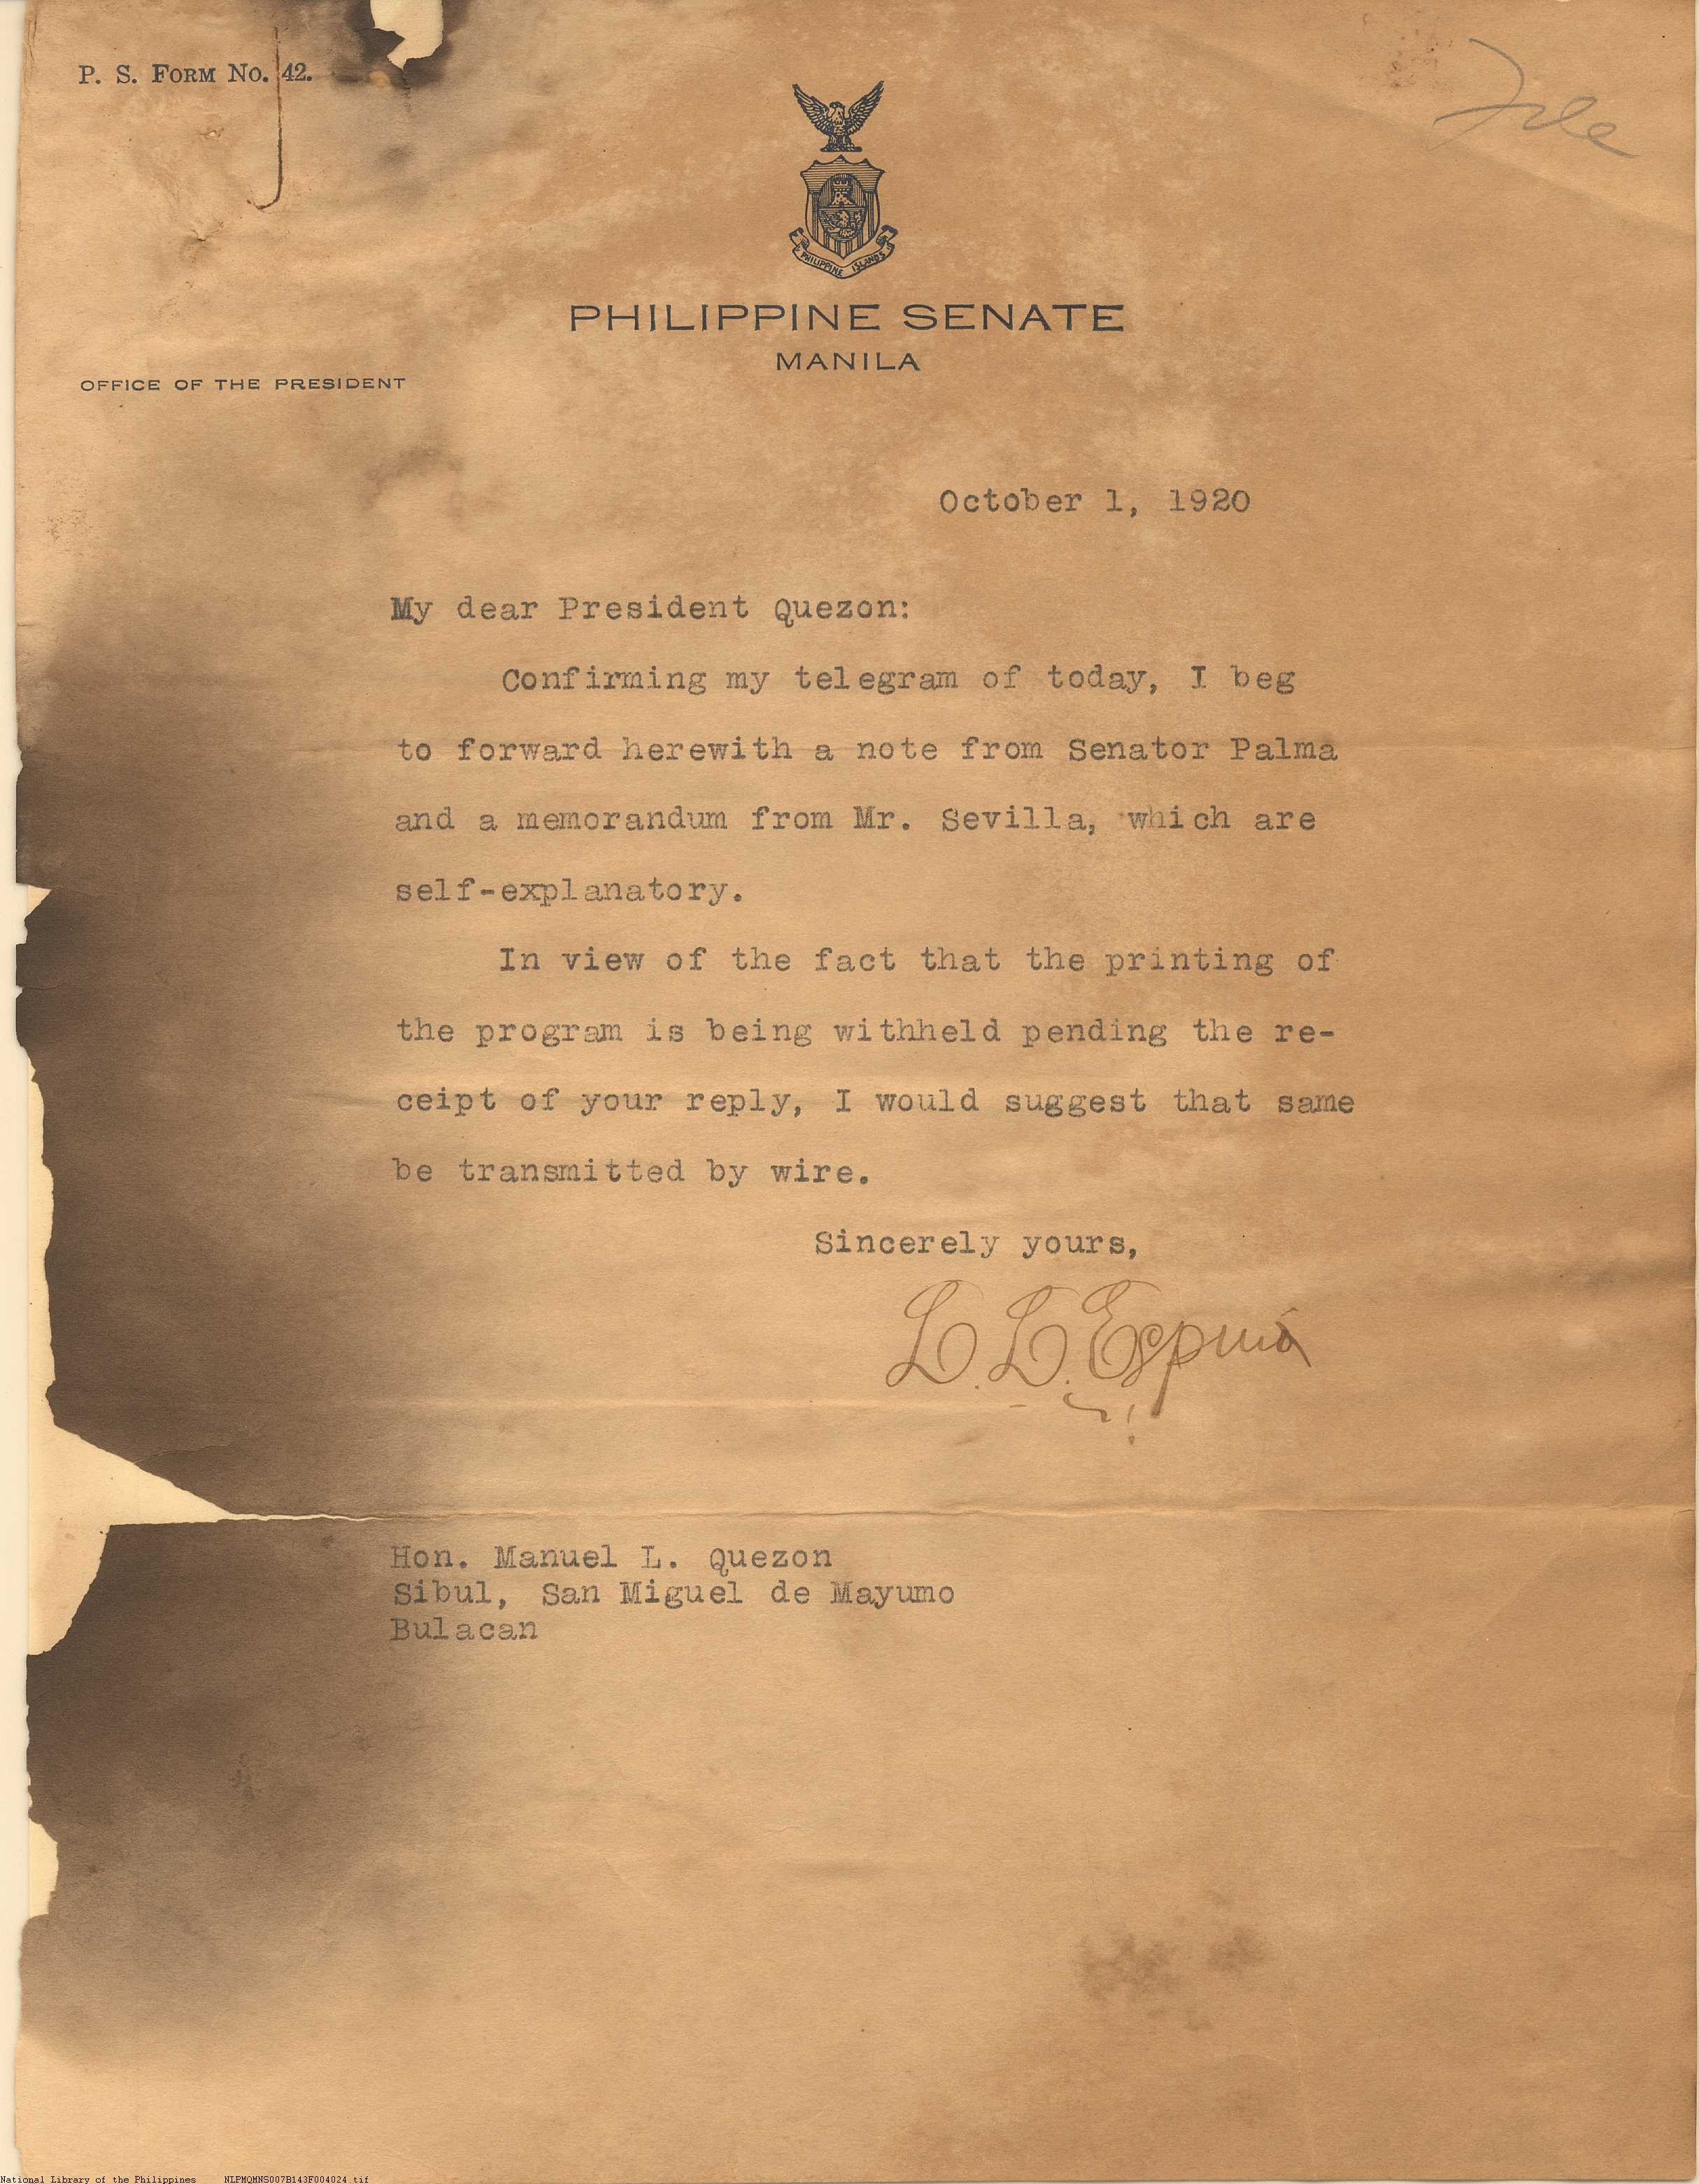 P. S. FORM NO. 42.
File
PHILIPPINE ISLANDS
PHILIPPINE SENATE
MANILA
OFFICE OF THE PRESIDENT
October 1, 1920
My dear President Quezon:
Confirming my telegram of today, I beg
to forward herewith a note from Senator Palma
and a memorandum from Mr. Sevilla, which are
self-explanatory.
In view of the fact that the printing of
the program is being withheld pending the re-
ceipt of your reply, I would suggest that same
be transmitted by wire.
Sincerely yours,
L. L. Espina
Hon. Manuel L. Quezon
Sibul, San Miguel de Mayumo
Bulacan
National Library of the Philippines NLPMQMNS007B143F004024.tif